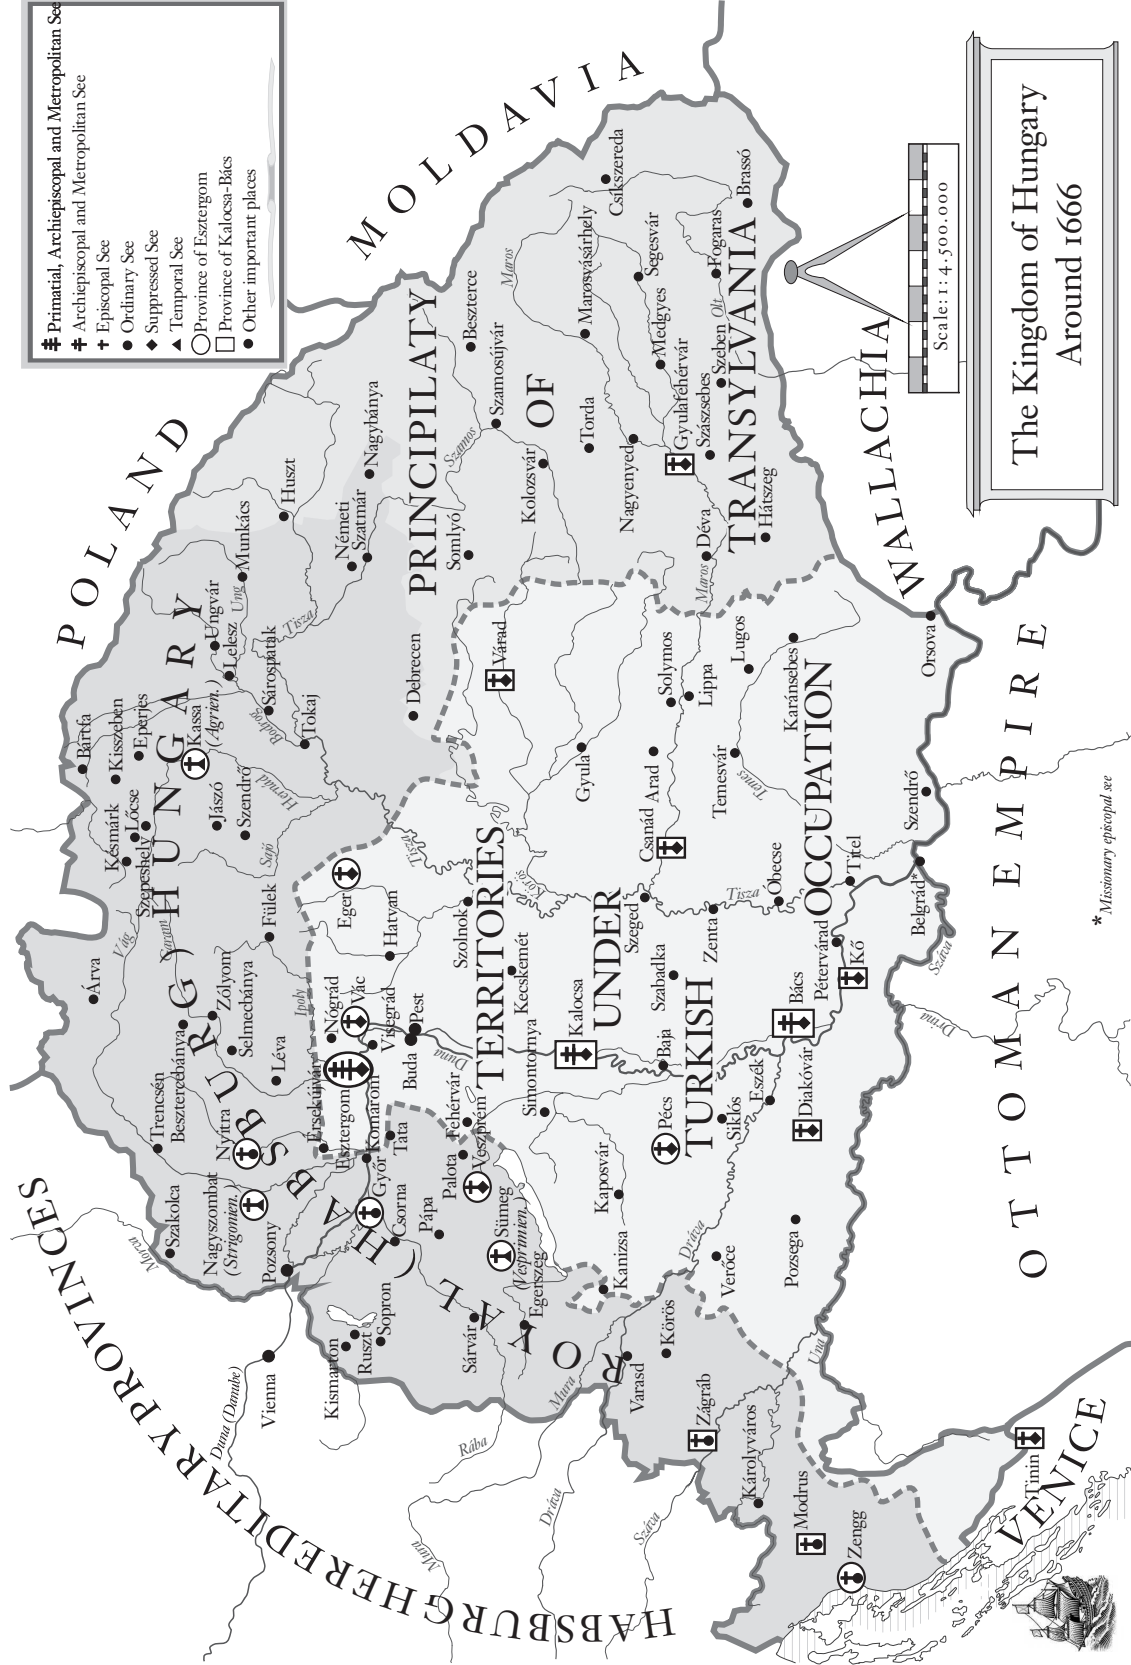 The Kingdom of Hungary
Around 1666
Scale: 1 : 4.500.000
Primatial, Archiepiscopal and Metropolitan See
Archiepiscopal and Metropolitan See
Episcopal See
Ordinary See
Suppressed See
Temporal See
Province of Esztergom
Province of Kalocsa-Bács
Other important places
HABSBURG HEREDITARY PROVINCES
POLAND
MOLDAVIA
WALLACHIA
OTTOMAN EMPIRE
VENICE
ROYAL (HABSBURG) HUNGARY
PRINCIPILATY
OF
TRANSYLVANIA
TERRITORIES
UNDER
TURKISH
OCCUPATION
Árva
Bártfa
Kisszeben
Eperjes
Késmárk
Lőcse
Szepeshely
Kassa
(Agrien.)
Jászó
Szendrő
Ungvár
Lelesz
Munkács
Huszt
Sárospatak
Tokaj
Németi
Szatmár
Nagybánya
Debrecen
Trencsén
Besztercebánya
Zólyom
Selmecbánya
Fülek
Léva
Nyitra
Szakolca
Nagyszombat
(Strigonien.)
Pozsony
Érsekújvár
Esztergom
Komárom
Tata
Győr
Csorna
Pápa
Nógrád
Vác
Visegrád
Buda
Pest
Eger
Hatvan
Szolnok
Kecskemét
Vienna
Kismarton
Ruszt
Sopron
Sárvár
Egerszeg
Sümeg
(Vesprimien.)
Palota
Veszprém
Fehérvár
Simontornya
Kalocsa
Kaposvár
Kanizsa
Pécs
Siklós
Baja
Szabadka
Szeged
Zenta
Bács
Eszék
Diakóvár
Pétervárad
Kő
Titel
Obecse
Belgrád*
Szendrő
Orsova
Várad
Gyula
Csanád
Arad
Solymos
Lippa
Lugos
Temesvár
Karánsebes
Somlyó
Kolozsvár
Szamosújvár
Beszterce
Torda
Nagyenyed
Gyulafehérvár
Szászsebes
Szeben
Medgyes
Segesvár
Marosvásárhely
Csíkszereda
Fogaras
Brassó
Déva
Hátszeg
Varasd
Körös
Verőce
Pozsega
Zágráb
Károlyváros
Modrus
Zengg
Tinin
Morca
Duna (Danube)
Vág
Garam
Ipoly
Sajó
Hernád
Bodrog
Ung
Tisza
Tisza
Tisza
Szamos
Maros
Maros
Olt
Körös
Temes
Duna
Rába
Mura
Mura
Dráva
Dráva
Száva
Száva
Una
Drina
*Missionary episcopal see